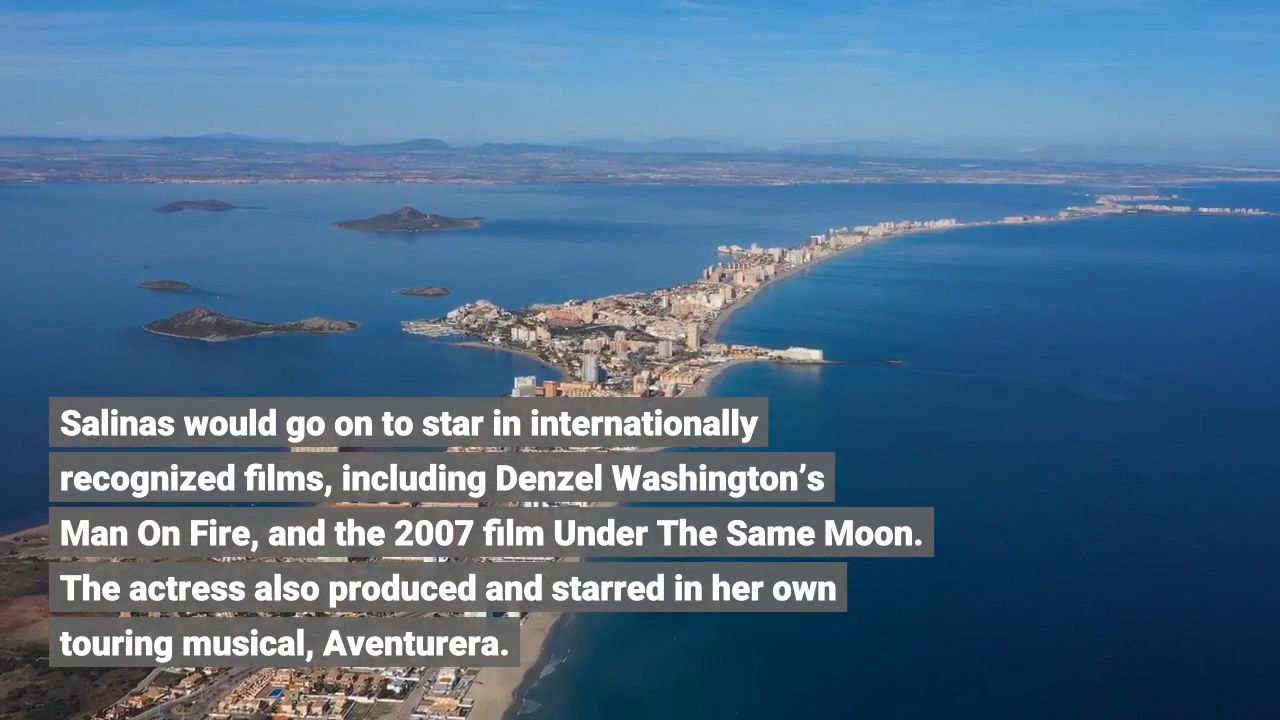 Salinas would go on to star in internationally
recognized films, including Denzel Washington’s
Man On Fire, and the 2007 film Under The Same Moon.
The actress also produced and starred in her own
touring musical, Aventurera.